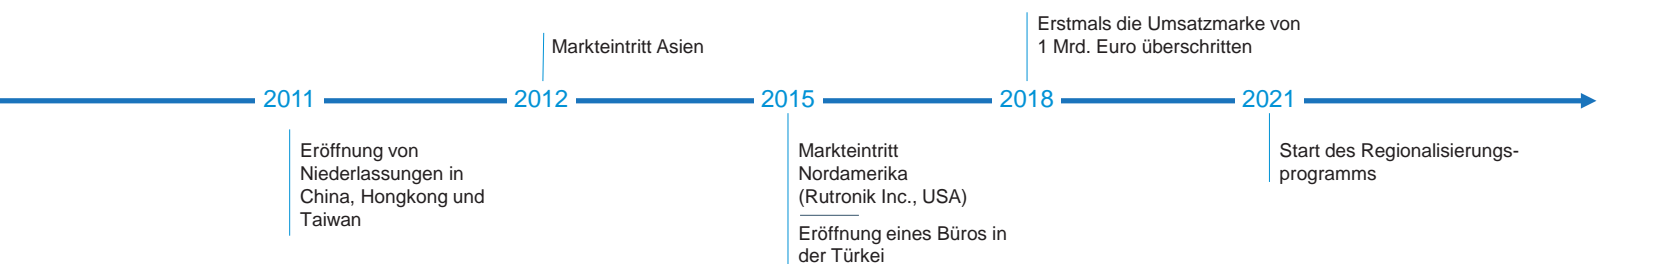 Erstmals die Umsatzmarke von
1 Mrd. Euro überschritten
Markteintritt Asien
2011
2012
2015
2018
2021
Eröffnung von
Niederlassungen in
China, Hongkong und
Taiwan
Markteintritt
Nordamerika
(Rutronik Inc., USA)
Eröffnung eines Büros in
der Türkei
Start des Regionalisierungs-
programms